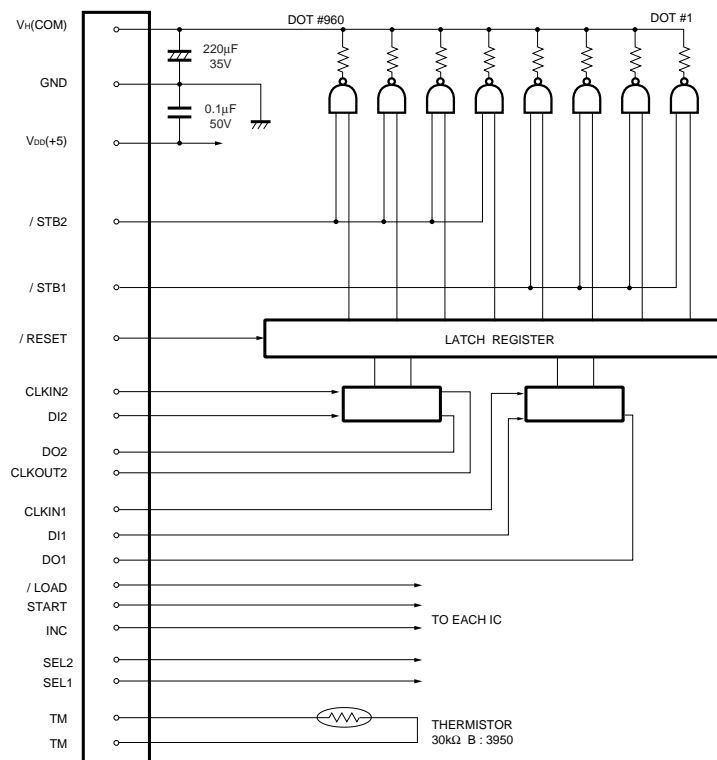 VH(COM)
DOT #960
DOT #1
220μF
35V
GND
0.1μF
50V
VDD(+5)
/ STB2
/ STB1
/ RESET
LATCH REGISTER
CLKIN2
DI2
DO2
CLKOUT2
CLKIN1
DI1
DO1
/ LOAD
START
TO EACH IC
INC
SEL2
SEL1
TM
THERMISTOR
30kΩ B : 3950
TM